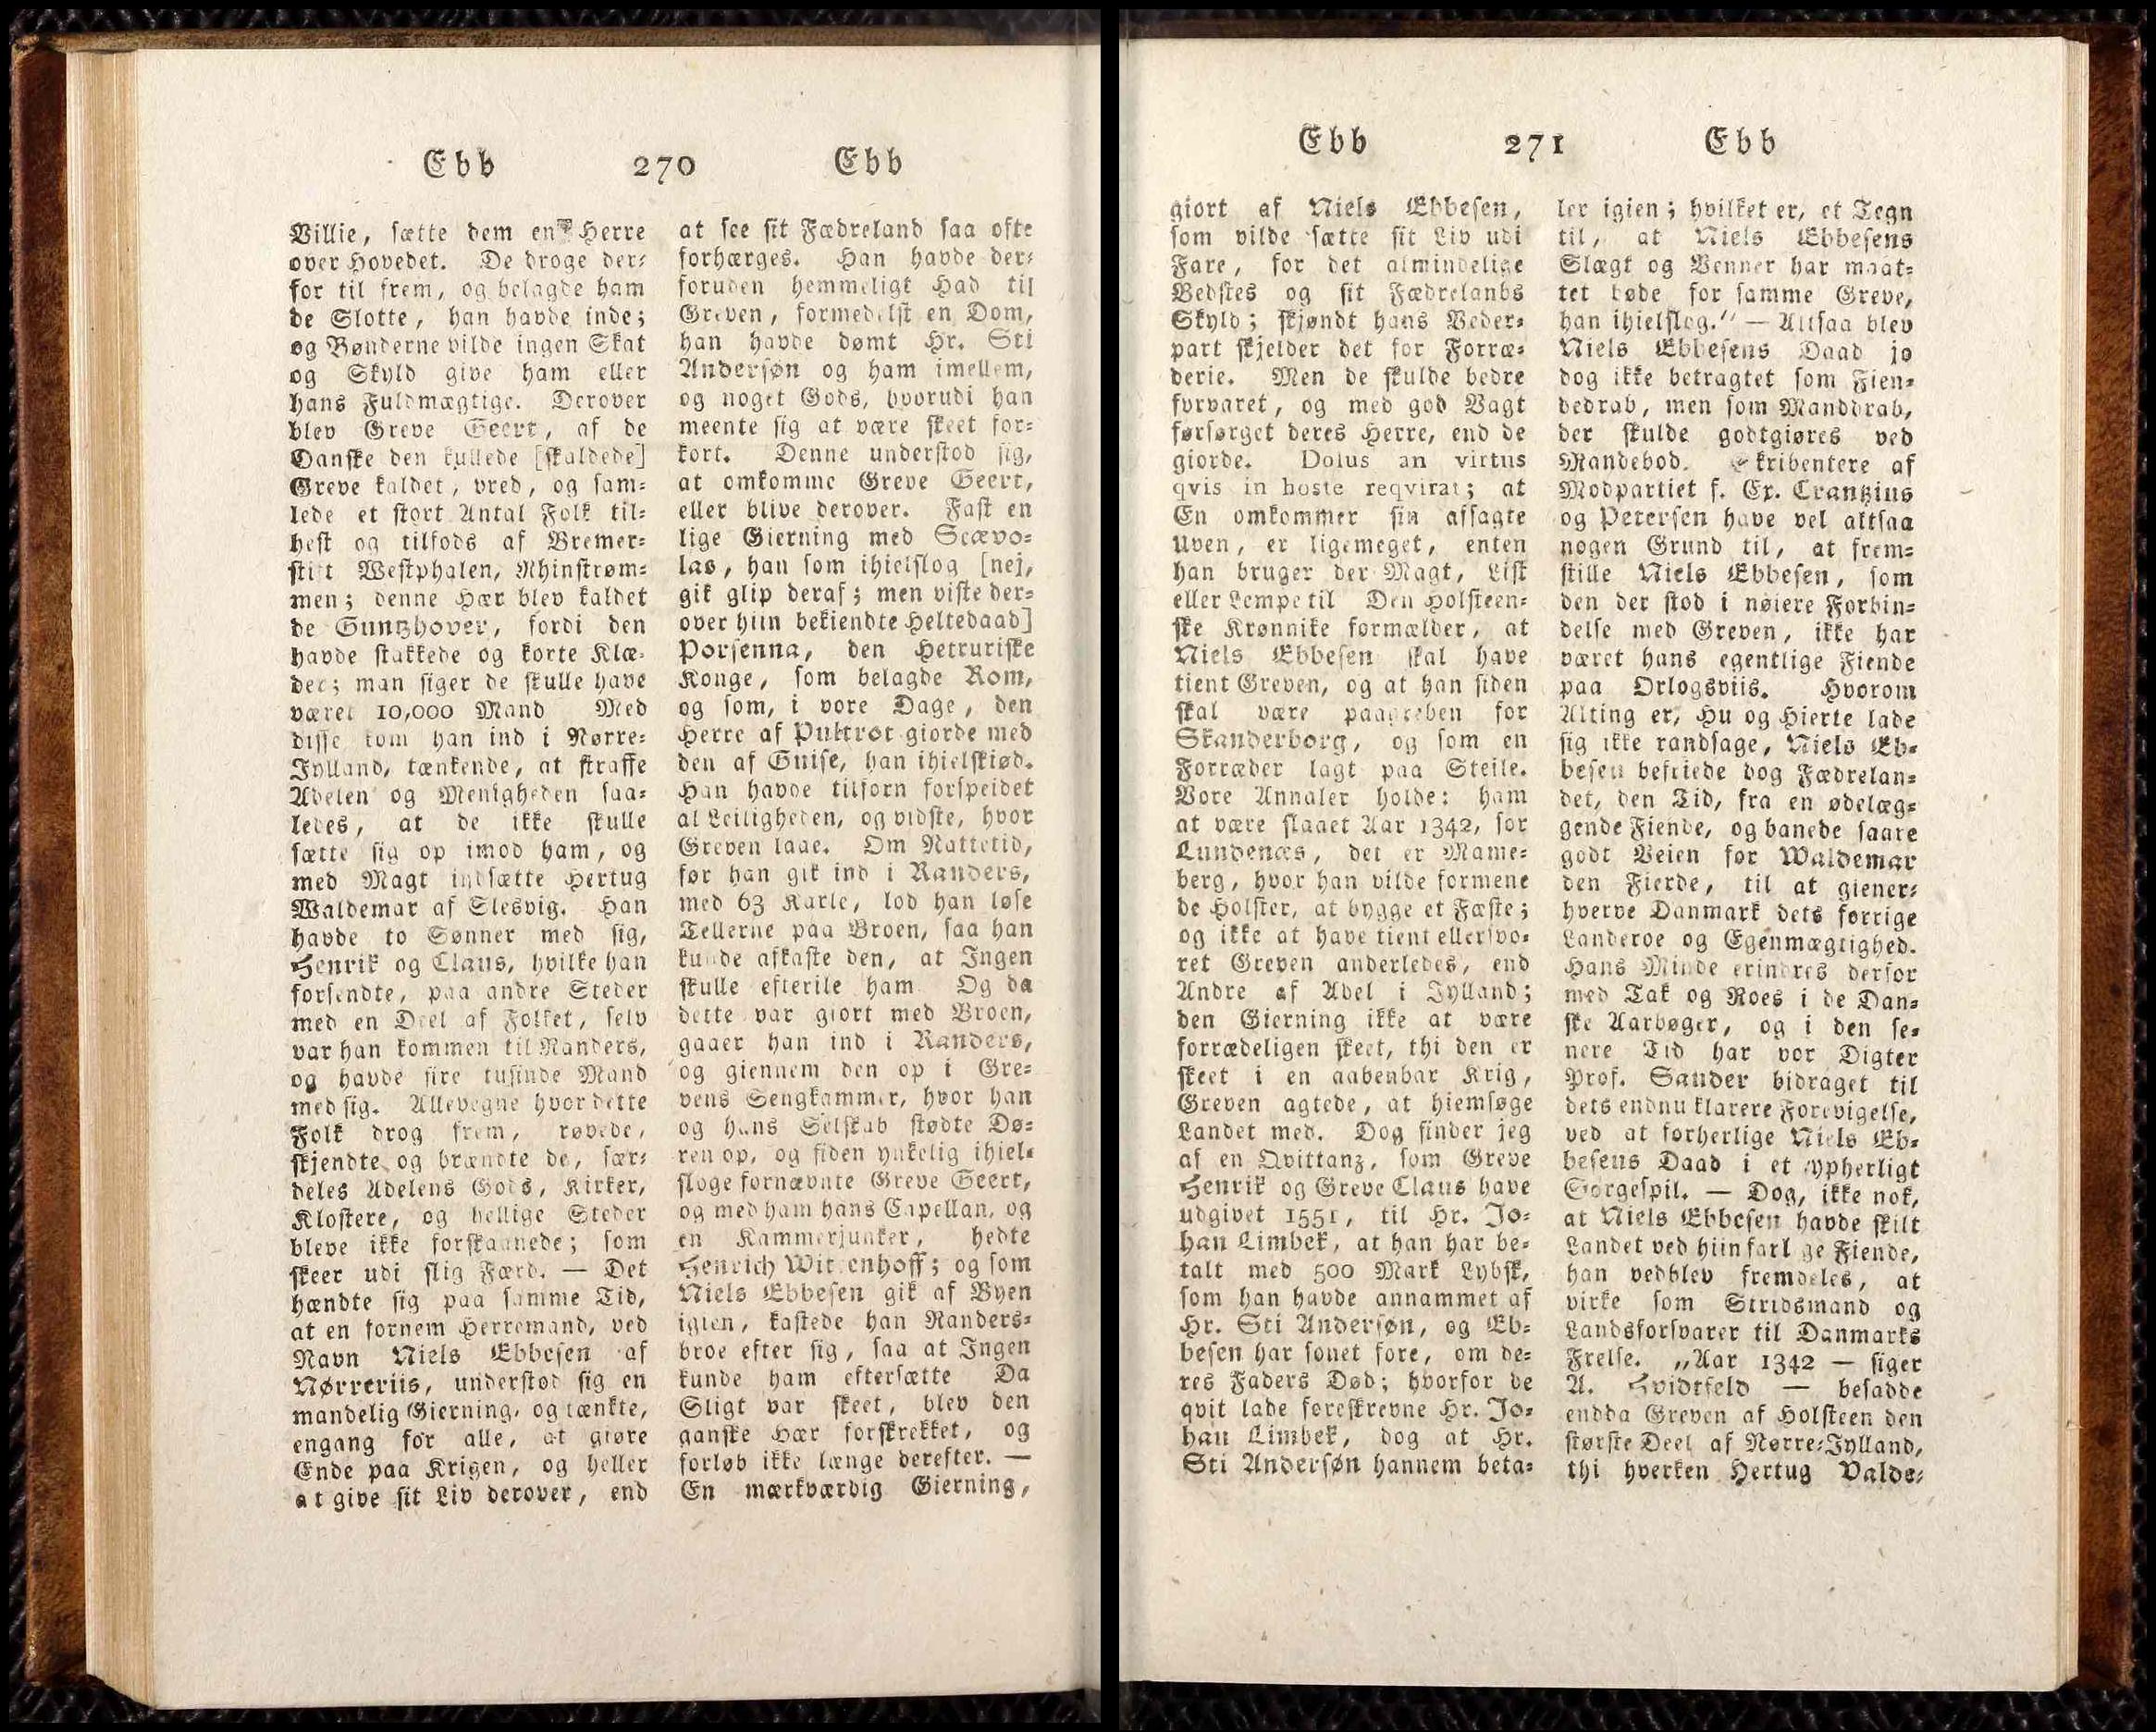 Ebb 270 Ebb
Villie, sætte dem en Herre
over Hovedet. De droge der-
for til frem, og belagde ham
de Slotte, han havde inde;
og Bønderne vilde ingen Skat
og Skyld give ham eller
hans Fuldmægtige. Derover
blev Greve Geert, af de
Danske den kullede [skaldede]
Greve kaldet, vred, og sam-
lede et stort Antal Folk til-
hest og tilfods af Bremer-
stift Westphalen, Rhinstrøm-
men; denne Hær blev kaldet
de Guntzhover, fordi den
havde stakkede og korte Klæ-
der; man siger de skulle have
været 10,000 Mand Med
disse kom han ind i Nørre-
Jylland, tænkende, at straffe
Adelen og Menigheden saa-
ledes, at de ikke skulle
sætte sig op imod ham, og
med Magt indsætte Hertug
Waldemar af Slesvig. Han
havde to Sønner med sig,
Henrik og Claus, hvilke han
forsendte, paa andre Steder
med en Deel af Folket, selv
var han kommen til Randers,
og havde fire tusinde Mand
med sig. Allevegne hvor dette
Folk drog frem, røvede,
skjendte og brændte de, sær-
deles Adelens Gods, Kirker,
Klostere, og hellige Steder
bleve ikke forskaanede; som
skeer udi slig Færd. — Det
hændte sig paa samme Tid,
at en fornem Herremand, ved
Navn Niels Ebbesen af
Nørreriis, understod sig en
mandelig Gierning, og tænkte,
engang for alle, at giøre
Ende paa Krigen, og heller
at give sit Liv derover, end
at see sit Fædreland saa ofte
forhærges. Han havde der-
foruden hemmeligt Had til
Greven, formedelst en Dom,
han havde dømt Hr. Sti
Andersøn og ham imellem,
og noget Gods, hvorudi han
meente sig at være skeet for-
kort. Denne understod sig,
at omkomme Greve Geert,
eller blive derover. Fast en
lige Gierning med Scævo-
las, han som ihielslog [nej,
gik glip deraf; men viste der-
over hiin bekiendte Heltedaad]
Porsenna, den Hetruriske
Konge, som belagde Rom,
og som, i vore Dage, den
Herre af Pultrot giorde med
den af Guise, han ihielskiød.
Han havde tilforn forspeidet
al Leiligheden, og vidste, hvor
Greven laae. Om Nattetid,
før han gik ind i Randers,
med 63 Karle, lod han løse
Tellerne paa Broen, saa han
kunde afkaste den, at Ingen
skulle efterile ham Og da
dette var giort med Broen,
gaaer han ind i Randers,
og giennem den op i Gre-
vens Sengkammer, hvor han
og hans Selskab stødte Dø-
ren op, og siden ynkelig ihiel-
sloge fornævnte Greve Geert,
og med ham hans Capellan, og
en Kammerjunker, hedte
Henrich Wittenhoff; og som
Niels Ebbesen gik af Byen
igien, kastede han Randers-
broe efter sig, saa at Ingen
kunde ham eftersætte Da
Sligt var skeet, blev den
ganske Hær forskrekket, og
forløb ikke længe derefter. —
En mærkværdig Gierning,
Ebb 271 Ebb
giort af Niels Ebbesen,
som vilde sætte sit Liv udi
Fare, for det almindelige
Bedstes og sit Fædrelands
Skyld; skjøndt hans Veder-
part skjelder det for Forræ-
derie. Men de skulde bedre
forvaret, og med god Vagt
førsørget deres Herre, end de
giorde. Dolus an virtus
qvis in hoste reqvirat; at
En omkommer sin affagte
Uven, er ligemeget, enten
han bruger der Magt, List
eller Lempe til Den Holsteen-
ske Krønnike formælder, at
Niels Ebbesen skal have
tient Greven, og at han siden
skal være paagreben for
Skanderborg, og som en
Forræder lagt paa Steile.
Vore Annaler holde: ham
at være slaaet Aar 1342, for
Lundenæs, det er Mame-
berg, hvor han vilde formene
de Holster, at bygge et Fæste;
og ikke at have tient eller svo-
ret Greven anderledes, end
Andre af Adel i Jylland;
den Gierning ikke at være
forrædeligen skeet, thi den er
skeet i en aabenbar Krig,
Greven agtede, at hiemsøge
Landet med. Dog finder jeg
af en Qvittanz, som Greve
Henrik og Greve Claus have
udgivet 1551, til Hr. Jo-
han Limbek, at han har be-
talt med 500 Mark Lybsk,
som han havde annammet af
Hr. Sti Andersøn, og Eb-
besen har sonet fore, om de-
res Faders Død; hvorfor de
qvit lade foreskrevne Hr. Jo-
han Limbek, dog at Hr.
Sti Andersøn hannem beta-
ler igien; hvilket er, et Tegn
til, at Niels Ebbesens
Slægt og Venner har maat-
tet bøde for samme Greve,
han ihielslog." — Altsaa blev
Niels Ebbesens Daad jo
dog ikke betragtet som Fien-
dedrab, men som Manddrab,
der skulde godtgiøres ved
Mandebod. Skribentere af
Modpartiet f. Ex. Crantzius
og Petersen have vel altsaa
nogen Grund til, at frem-
stille Niels Ebbesen, som
den der stod i nøiere Forbin-
delse med Greven, ikke har
været hans egentlige Fiende
paa Orlogsviis. Hvorom
Alting er, Hu og Hierte lade
sig ikke randsage, Niels Eb-
besen befriede dog Fædrelan-
det, den Tid, fra en ødelæg-
gende Fiende, og banede saare
godt Veien for Waldemar
den Fierde, til at giener-
hverve Danmark dets forrige
Landeroe og Egenmægtighed.
Hans Minde erindres derfor
med Tak og Roes i de Dan-
ske Aarbøger, og i den se-
nere Tid har vor Digter
Prof. Sander bidraget til
dets endnu klarere Forevigelse,
ved at forherlige Niels Eb-
besens Daad i et ypherligt
Sørgespil. — Dog, ikke nok,
at Niels Ebbesen havde skilt
Landet ved hiin farlige Fiende,
han vedblev fremdeles, at
virke som Stridsmand og
Landsforsvarer til Danmarks
Frelse. „Aar 1342 — siger
A. Hvidtfeld — besadde
endda Greven af Holsteen den
største Deel af Nørre-Jylland,
thi hverken Hertug Valde-